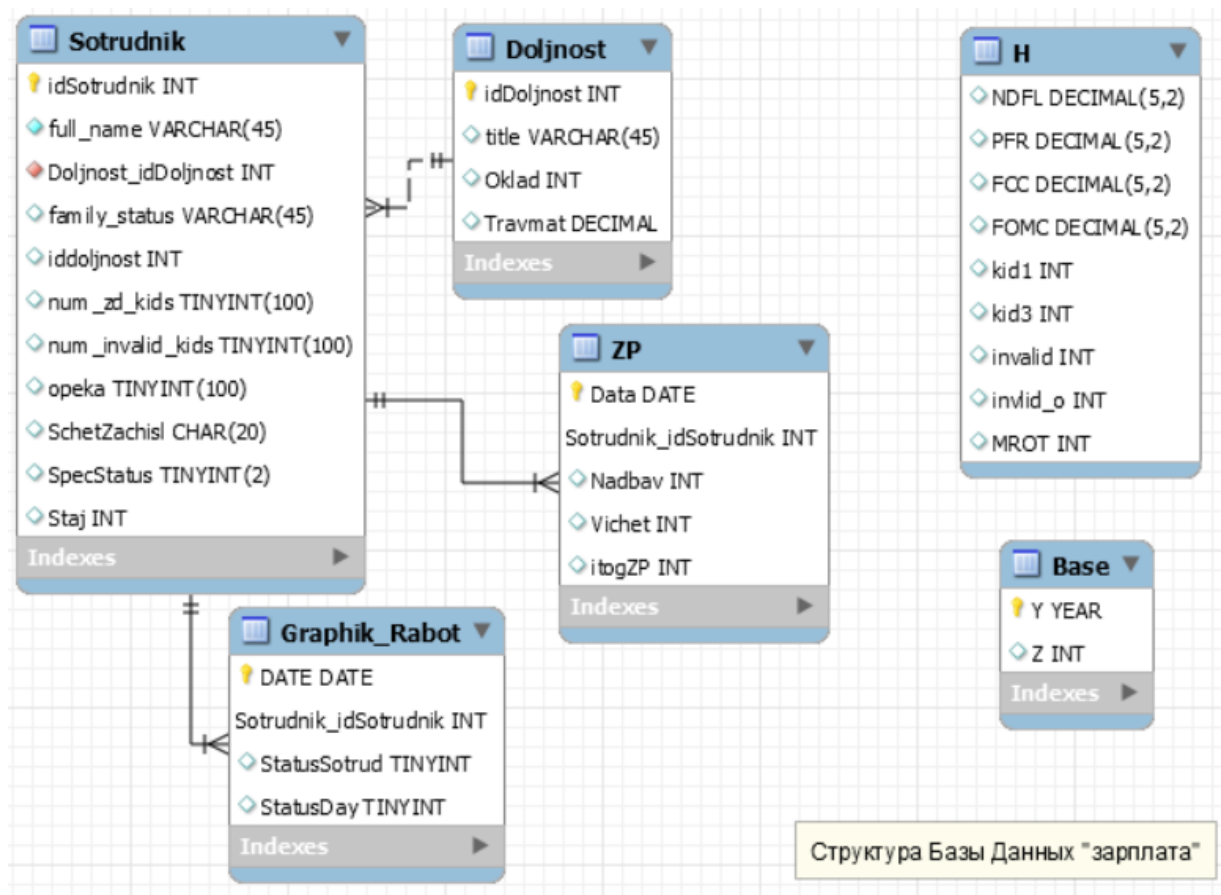 Sotrudnik
idSotrudnik INT
full_name VARCHAR(45)
Doljnost_idDoljnost INT
family_status VARCHAR(45)
iddoljnost INT
num_zd_kids TINYINT(100)
num_invalid_kids TINYINT(100)
opeka TINYINT(100)
SchetZachisl CHAR(20)
SpecStatus TINYINT(2)
Staj INT
Indexes
Doljnost
idDoljnost INT
title VARCHAR(45)
Oklad INT
Travmat DECIMAL
Indexes
ZP
Data DATE
Sotrudnik_idSotrudnik INT
Nadbav INT
Vichet INT
itogZP INT
Indexes
Graphik_Rabot
DATE DATE
Sotrudnik_idSotrudnik INT
StatusSotrud TINYINT
StatusDay TINYINT
Indexes
H
NDFL DECIMAL(5,2)
PFR DECIMAL(5,2)
FCC DECIMAL(5,2)
FOMC DECIMAL(5,2)
kid1 INT
kid3 INT
invalid INT
invlid_o INT
MROT INT
Base
Y YEAR
Z INT
Indexes
Структура Базы Данных "зарплата"